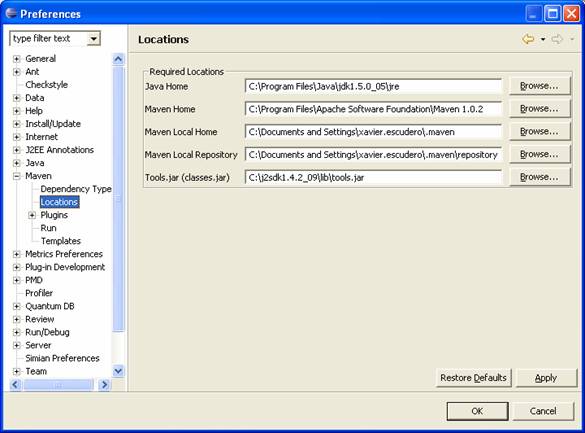 Preferences
type filter text
General
Ant
Checkstyle
Data
Help
Install/Update
Internet
J2EE Annotations
Java
Maven
Dependency Type
Locations
Plugins
Run
Templates
Metrics Preferences
Plug-in Development
PMD
Profiler
Quantum DB
Review
Run/Debug
Server
Simian Preferences
Team
Locations
Required Locations
Java Home C:\Program Files\Java\jdk1.5.0_05\jre Browse...
Maven Home C:\Program Files\Apache Software Foundation\Maven 1.0.2 Browse...
Maven Local Home C:\Documents and Settings\xavier.escudero\.maven Browse...
Maven Local Repository C:\Documents and Settings\xavier.escudero\.maven\repository Browse...
Tools.jar (classes.jar) C:\j2sdk1.4.2_09\lib\tools.jar Browse...
Restore Defaults Apply
OK Cancel